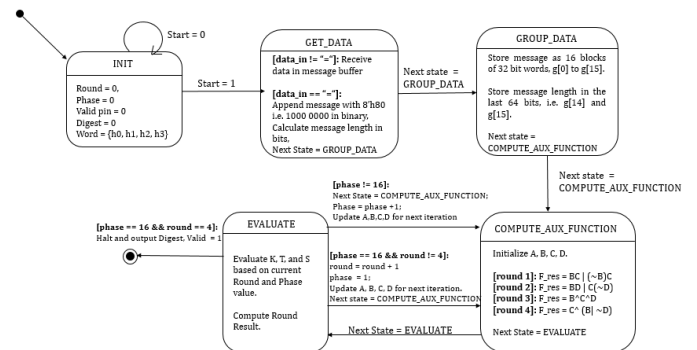 Start = 0
INIT
Round = 0,
Phase = 0
Valid pin = 0
Digest = 0
Word = {h0, h1, h2, h3}
Start = 1
GET_DATA
[data_in != "="]: Receive
data in message buffer
[data_in == "="]:
Append message with 8'h80
i.e. 1000 0000 in binary,
Calculate message length in
bits,
Next State = GROUP_DATA
Next state =
GROUP_DATA
GROUP_DATA
Store message as 16 blocks
of 32 bit words, g[0] to g[15].
Store message length in the
last 64 bits, i.e. g[14] and
g[15].
Next state =
COMPUTE_AUX_FUNCTION
Next state =
COMPUTE_AUX_FUNCTION
[phase != 16]:
Next State = COMPUTE_AUX_FUNCTION;
Phase = phase +1;
Update A,B,C,D for next iteration
[phase == 16 && round == 4]:
Halt and output Digest, Valid = 1
EVALUATE
Evaluate K, T, and S
based on current
Round and Phase
value.
Compute Round
Result.
[phase == 16 && round != 4]:
round = round + 1
phase = 1;
Update A, B, C, D for next iteration.
Next state = COMPUTE_AUX_FUNCTION
Next State = EVALUATE
COMPUTE_AUX_FUNCTION
Initialize A, B, C, D.
[round 1]: F_res = BC | (~B)C
[round 2]: F_res = BD | C(~D)
[round 3]: F_res = B^C^D
[round 4]: F_res = C^ (B| ~D)
Next State = EVALUATE